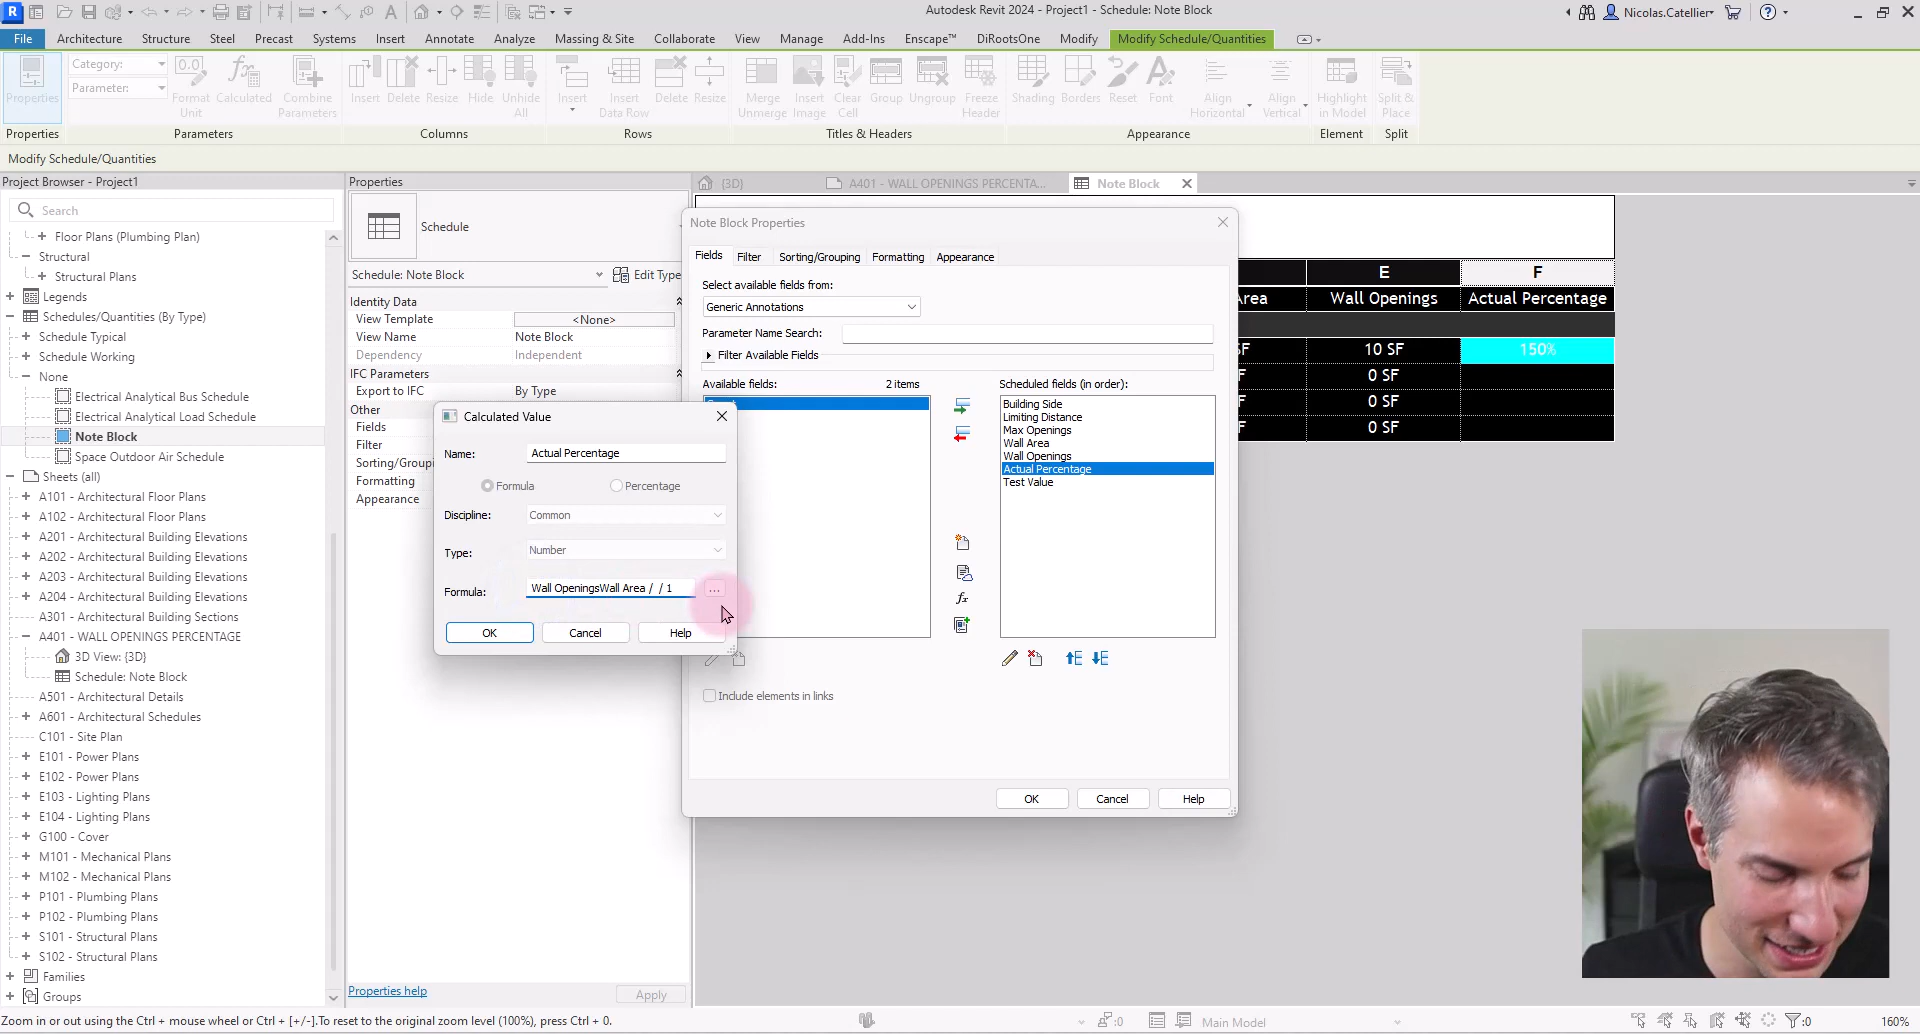 Autodesk Revit 2024 - Project1 - Schedule: Note Block
Nicolas.Catellier
File Architecture Structure Steel Precast Systems Insert Annotate Analyze Massing & Site Collaborate View Manage Add-Ins Enscape™ DiRootsOne Modify Modify Schedule/Quantities
Category:
Parameter:
Properties
Format Unit
Calculated
Combine Parameters
Insert
Delete
Resize
Hide
Unhide All
Insert
Insert Data Row
Delete
Resize
Merge Unmerge
Insert Image
Clear Cell
Group
Ungroup
Freeze Header
Shading
Borders
Reset
Font
Align Horizontal
Align Vertical
Highlight in Model
Split & Place
Properties Parameters Columns Rows Titles & Headers Appearance Element Split
Modify Schedule/Quantities
Project Browser - Project1
Search
Floor Plans (Plumbing Plan)
Structural
Structural Plans
Legends
Schedules/Quantities (By Type)
Schedule Typical
Schedule Working
None
Electrical Analytical Bus Schedule
Electrical Analytical Load Schedule
Note Block
Space Outdoor Air Schedule
Sheets (all)
A101 - Architectural Floor Plans
A102 - Architectural Floor Plans
A201 - Architectural Building Elevations
A202 - Architectural Building Elevations
A203 - Architectural Building Elevations
A204 - Architectural Building Elevations
A301 - Architectural Building Sections
A401 - WALL OPENINGS PERCENTAGE
3D View: {3D}
Schedule: Note Block
A501 - Architectural Details
A601 - Architectural Schedules
C101 - Site Plan
E101 - Power Plans
E102 - Power Plans
E103 - Lighting Plans
E104 - Lighting Plans
G100 - Cover
M101 - Mechanical Plans
M102 - Mechanical Plans
P101 - Plumbing Plans
P102 - Plumbing Plans
S101 - Structural Plans
S102 - Structural Plans
Families
Groups
Properties
Schedule
Schedule: Note Block
Edit Type
Identity Data
View Template <None>
View Name Note Block
Dependency Independent
IFC Parameters
Export to IFC By Type
Other
Fields
Filter
Sorting/Groupi
Formatting
Appearance
Properties help
Apply
Calculated Value
Name: Actual Percentage
Formula Percentage
Discipline: Common
Type: Number
Formula: Wall OpeningsWall Area / / 1 ...
OK Cancel Help
{3D}
A401 - WALL OPENINGS PERCENTA...
Note Block
Note Block Properties
Fields Filter Sorting/Grouping Formatting Appearance
Select available fields from:
Generic Annotations
Parameter Name Search:
Filter Available Fields
Available fields: 2 items
Scheduled fields (in order):
Building Side
Limiting Distance
Max Openings
Wall Area
Wall Openings
Actual Percentage
Test Value
fx
Include elements in links
OK Cancel Help
E F
Area Wall Openings Actual Percentage
SF 10 SF 150%
F 0 SF
F 0 SF
F 0 SF
Zoom in or out using the Ctrl + mouse wheel or Ctrl + [+/-].To reset to the original zoom level (100%), press Ctrl + 0.
:0
Main Model
:0
160%